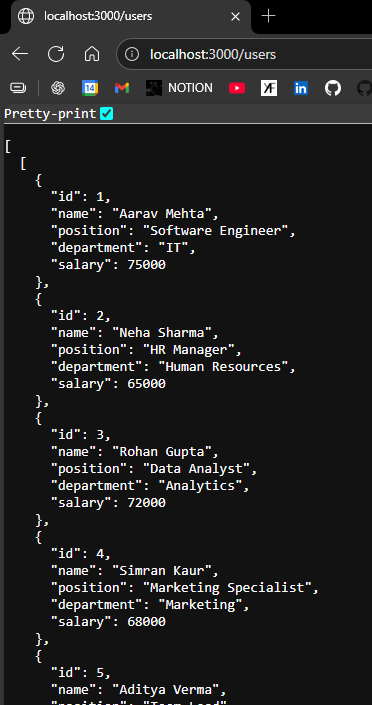 localhost:3000/users
localhost:3000/users
14
NOTION
in
Pretty-print
[
  [
    {
      "id": 1,
      "name": "Aarav Mehta",
      "position": "Software Engineer",
      "department": "IT",
      "salary": 75000
    },
    {
      "id": 2,
      "name": "Neha Sharma",
      "position": "HR Manager",
      "department": "Human Resources",
      "salary": 65000
    },
    {
      "id": 3,
      "name": "Rohan Gupta",
      "position": "Data Analyst",
      "department": "Analytics",
      "salary": 72000
    },
    {
      "id": 4,
      "name": "Simran Kaur",
      "position": "Marketing Specialist",
      "department": "Marketing",
      "salary": 68000
    },
    {
      "id": 5,
      "name": "Aditya Verma",
      "position": "Team Lead"